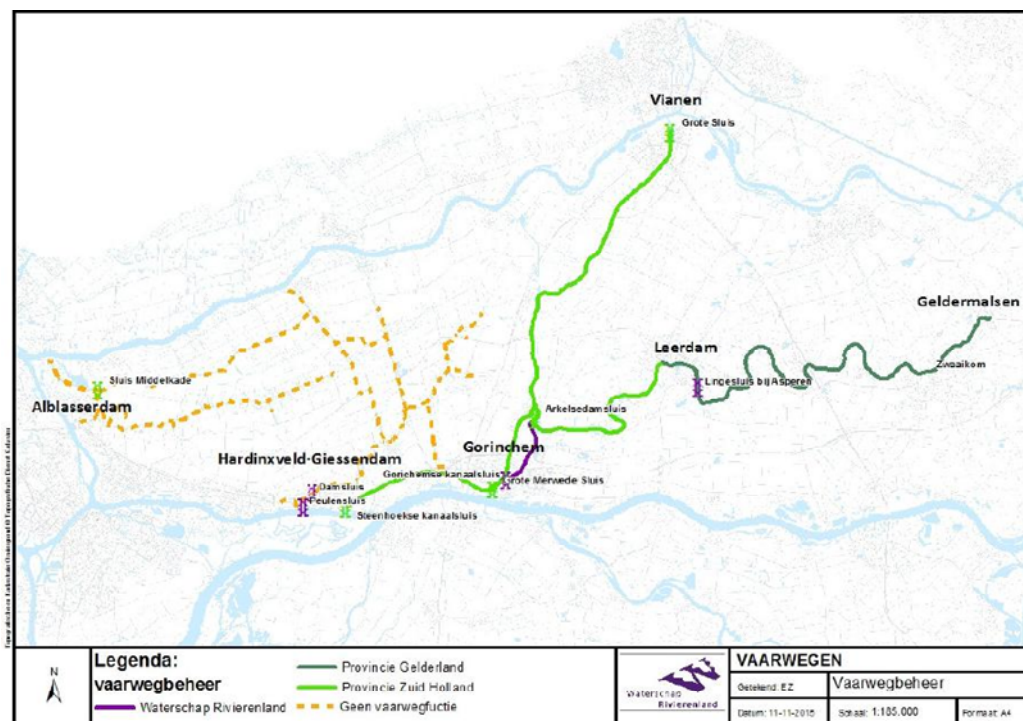 Vianen
Grote Sluis
Geldermalsen
Leerdam
Zwaaikom
Sluis Middelkade
Lingesluis bij Asperen
Alblasserdam
Arkelsedamsluis
Gorinchem
Hardinxveld-Giessendam
Gorichemse kanaalsluis
Grote Merwede Sluis
Damsluis
Peulensluis
Steenhoekse kanaalsluis
N
Legenda:
vaarwegbeheer
Waterschap Rivierenland
Provincie Gelderland
Provincie Zuid Holland
Geen vaarwegfuctie
Waterschap
Rivierenland
VAARWEGEN
Getekend: EZ
Vaarwegbeheer
Datum: 11-11-2015
Schaal: 1:185.000
Formaat: A4